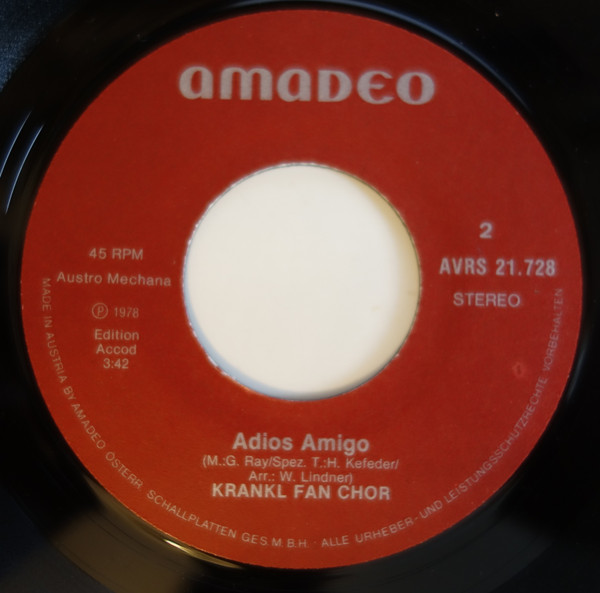 amadeo
2
AVRS 21.728
STEREO
45 RPM
Austro Mechana
Ⓟ 1978
Edition
Accod
3:42
Adios Amigo
(M.:G. Ray/Spez. T.:H. Kefeder/
Arr.: W. Lindner)
KRANKL FAN CHOR
MADE IN AUSTRIA BY AMADEO ÖSTERR. SCHALLPLATTEN GES.M.B.H. · ALLE URHEBER-UND LEISTUNGSSCHUTZRECHTE VORBEHALTEN